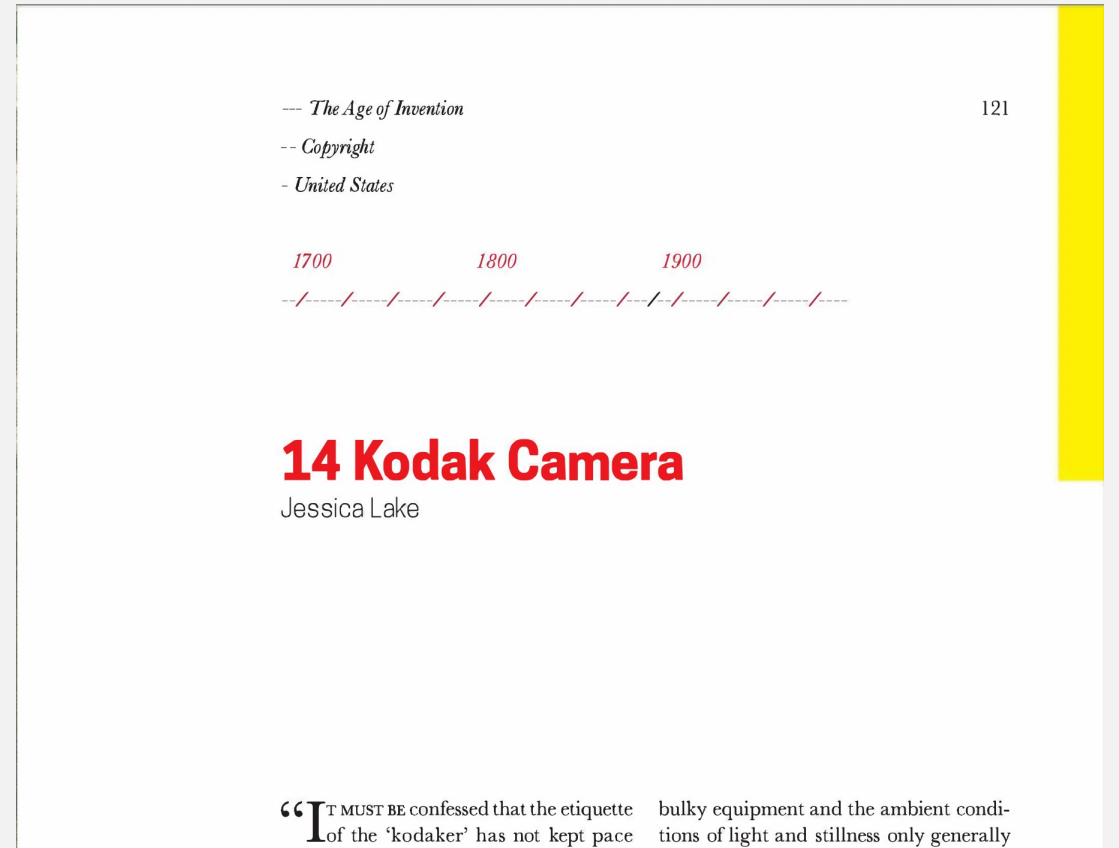 --- The Age of Invention
121
-- Copyright
- United States
1700 1800 1900
14 Kodak Camera
Jessica Lake
“IT MUST BE confessed that the etiquette
of the ‘kodaker’ has not kept pace
bulky equipment and the ambient condi-
tions of light and stillness only generally